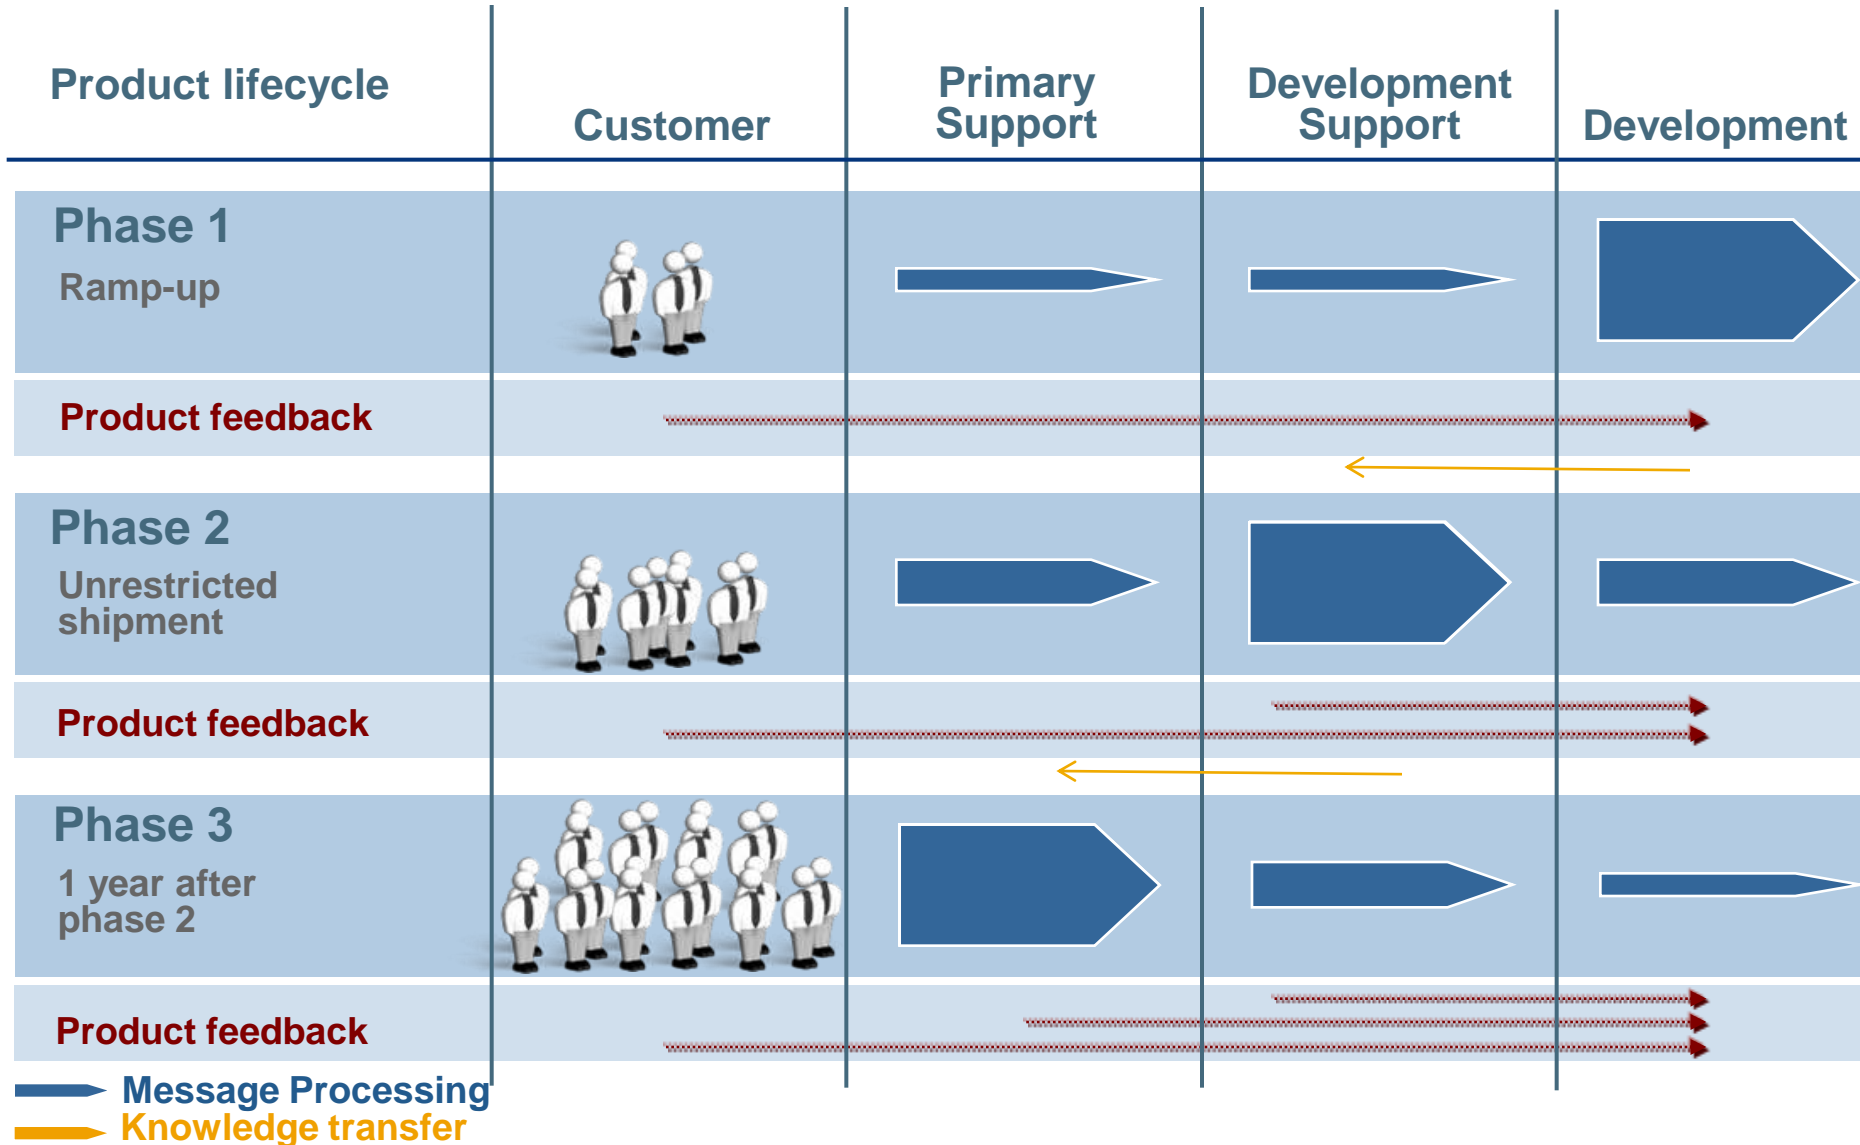 Product lifecycle
Customer
Primary
Support
Development
Support
Development
Phase 1
Ramp-up
Product feedback
Phase 2
Unrestricted
shipment
Product feedback
Phase 3
1 year after
phase 2
Product feedback
Message Processing
Knowledge transfer